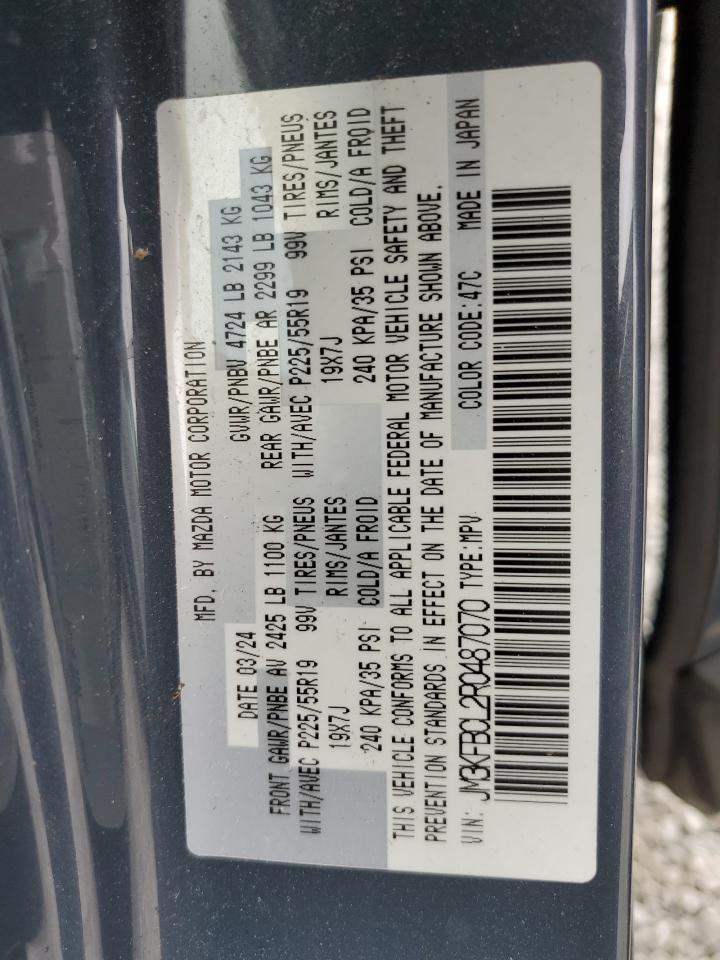 MFD. BY MAZDA MOTOR CORPORATION
DATE 03/24 GVWR/PNBV 4724 LB 2143 KG
FRONT GAWR/PNBE AV 2425 LB 1100 KG REAR GAWR/PNBE AR 2299 LB 1043 KG
WITH/AVEC P225/55R19 99V TIRES/PNEUS WITH/AVEC P225/55R19 99V TIRES/PNEUS
19X7J RIMS/JANTES 19X7J RIMS/JANTES
240 KPA/35 PSI COLD/A FROID 240 KPA/35 PSI COLD/A FROID
THIS VEHICLE CONFORMS TO ALL APPLICABLE FEDERAL MOTOR VEHICLE SAFETY AND THEFT
PREVENTION STANDARDS IN EFFECT ON THE DATE OF MANUFACTURE SHOWN ABOVE.
VIN: JM3KFBCL2R0487070 TYPE:MPV COLOR CODE:47C MADE IN JAPAN